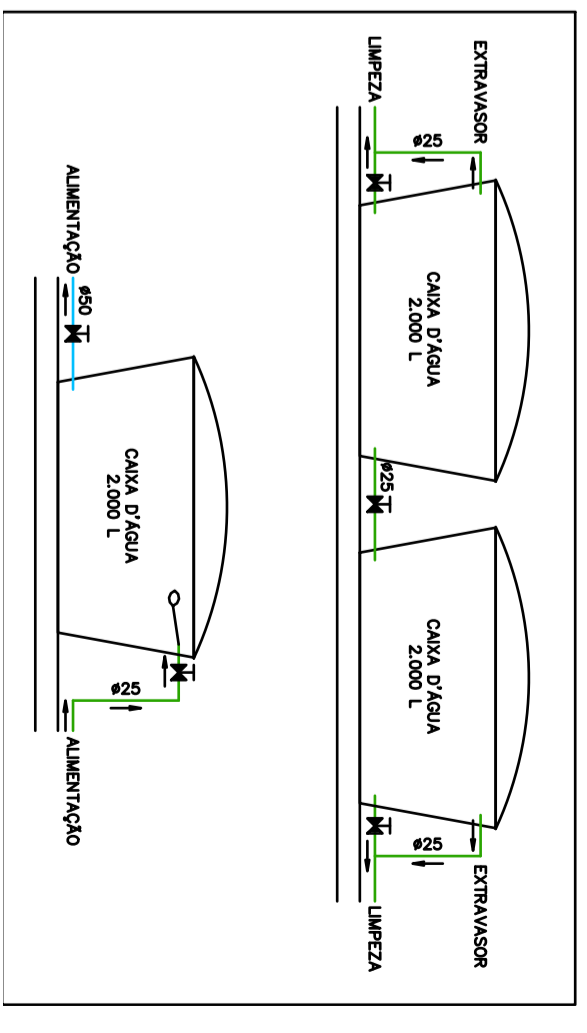 EXTRAVASOR
LIMPEZA
ø25
CAIXA D'ÁGUA
2.000 L
ø25
CAIXA D'ÁGUA
2.000 L
ø25
EXTRAVASOR
LIMPEZA
ALIMENTAÇÃO
ø50
CAIXA D'ÁGUA
2.000 L
ø25
ALIMENTAÇÃO